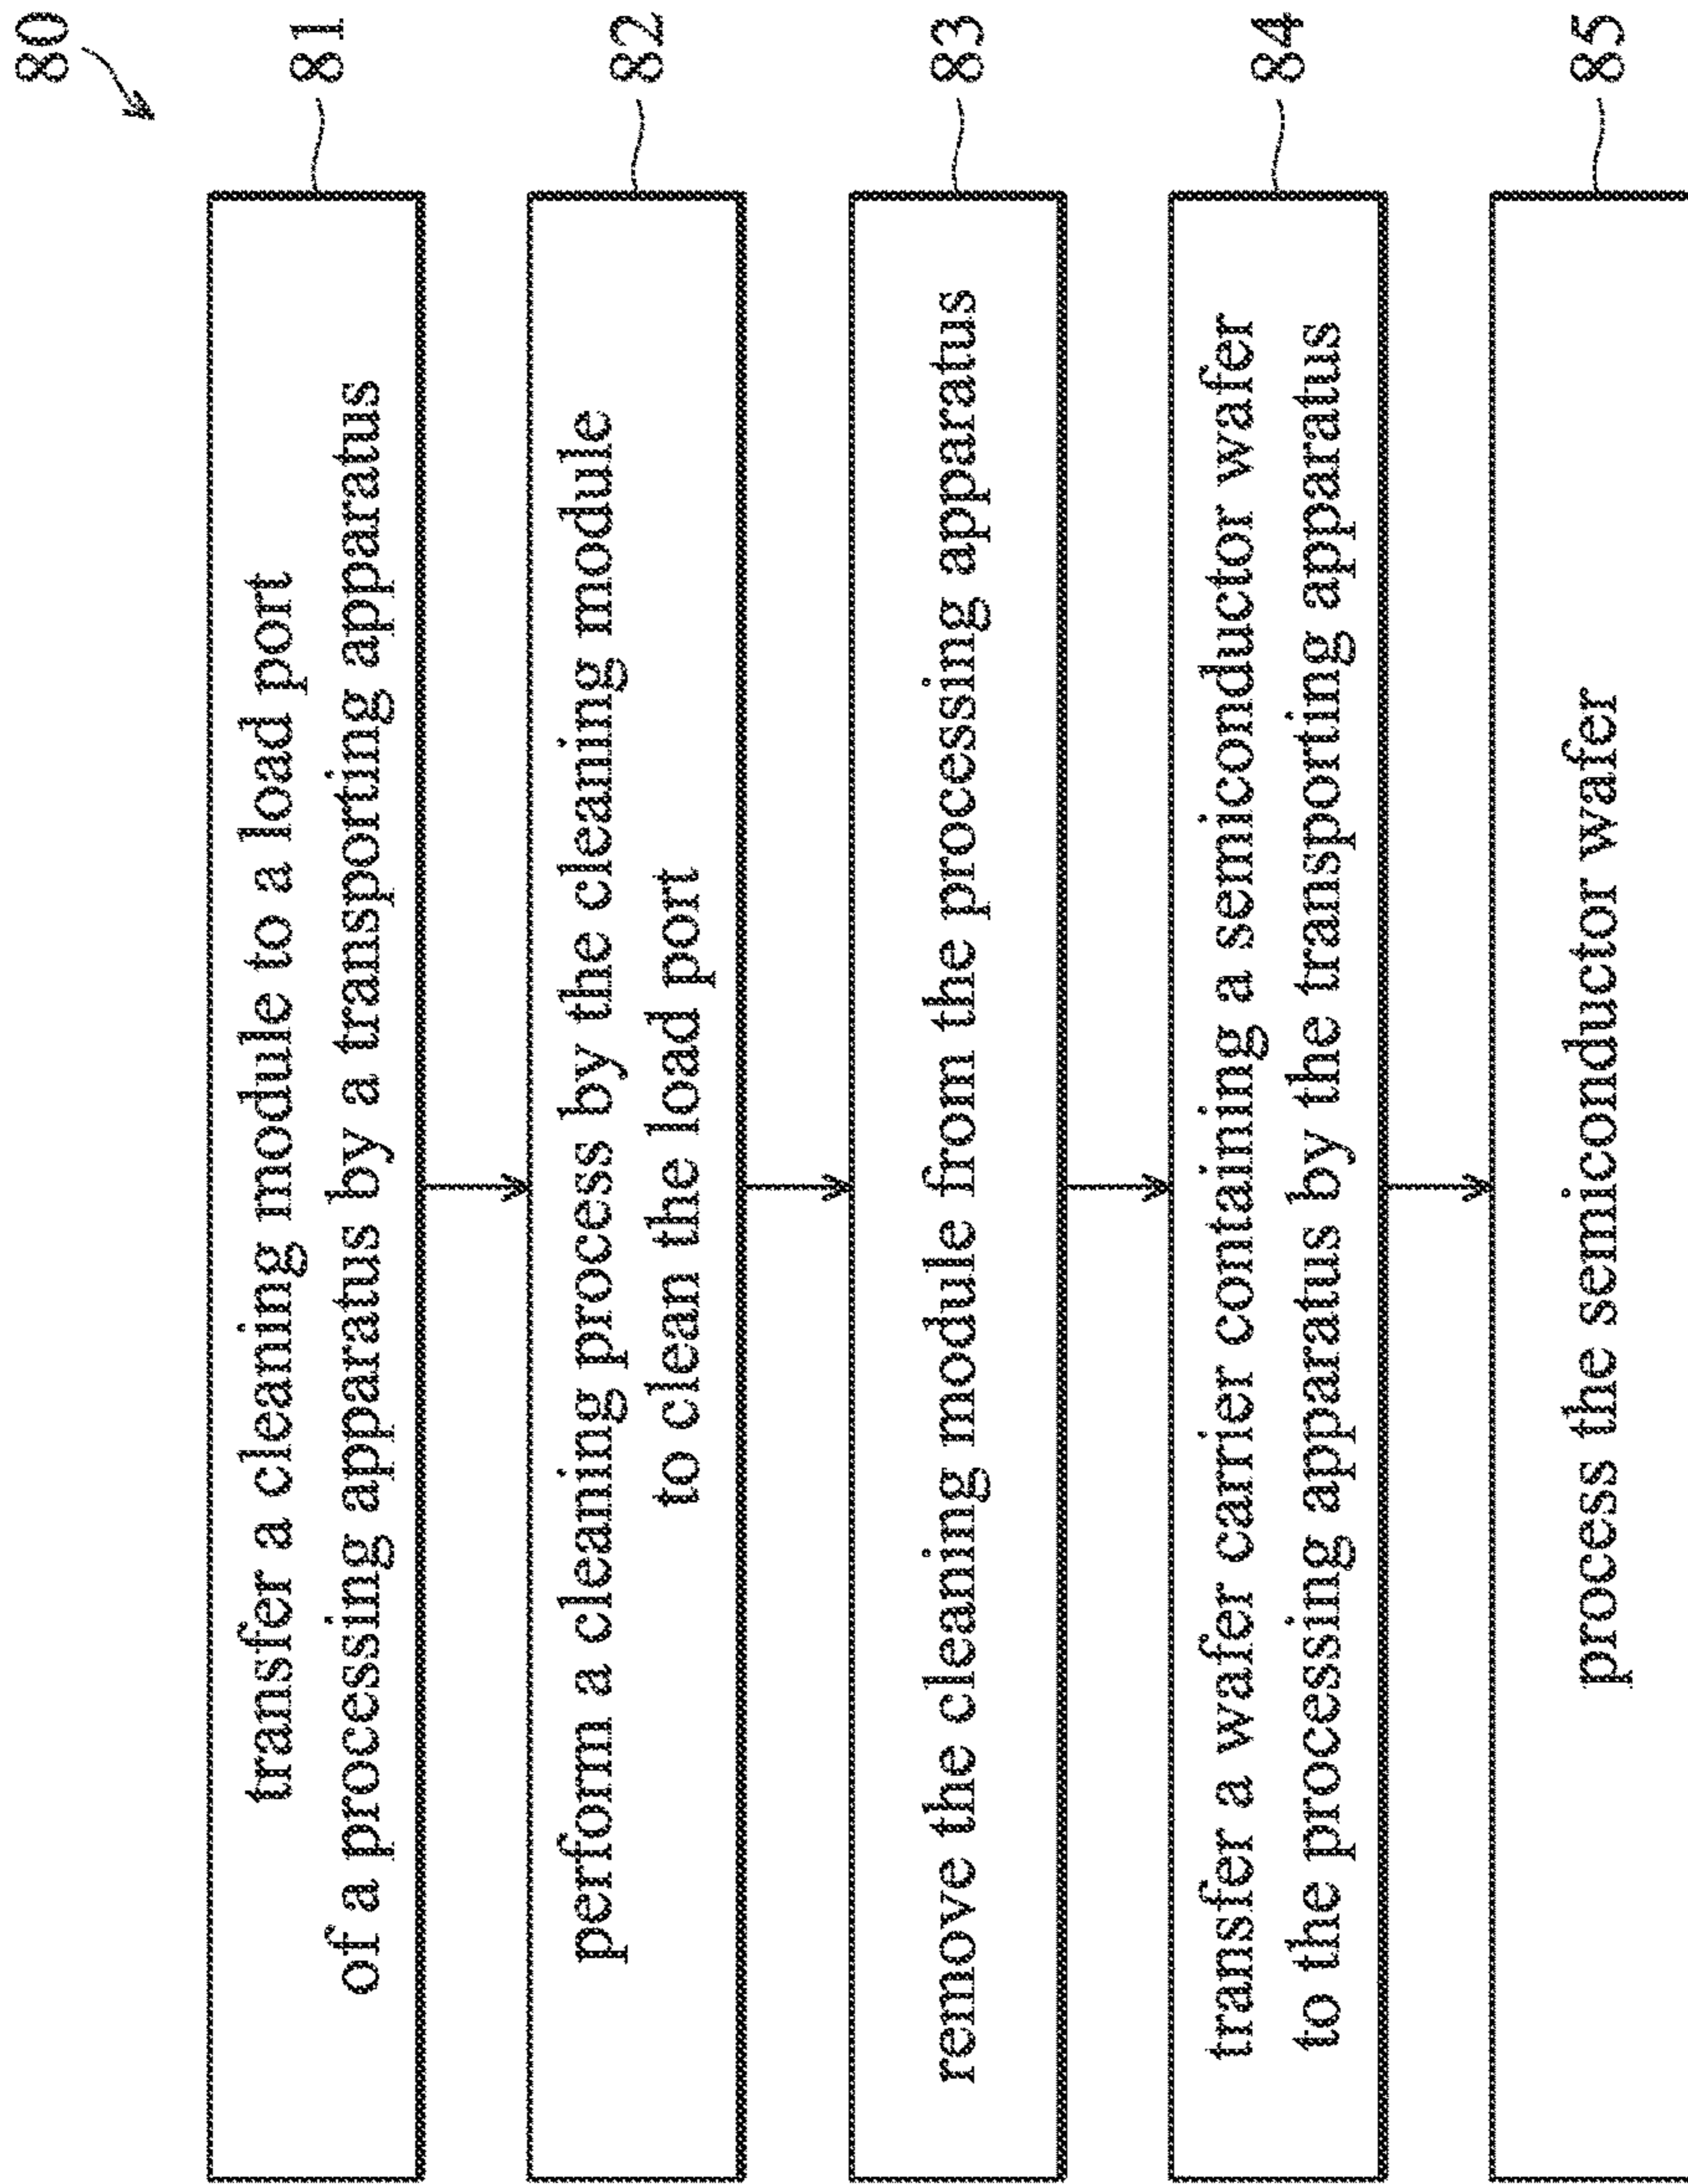 80
transfer a cleaning module to a load port
of a processing apparatus by a transporting apparatus
81
perform a cleaning process by the cleaning module
to clean the load port
82
remove the cleaning module from the processing apparatus
83
transfer a wafer carrier containing a semiconductor wafer
to the processing apparatus by the transporting apparatus
84
process the semiconductor wafer
85